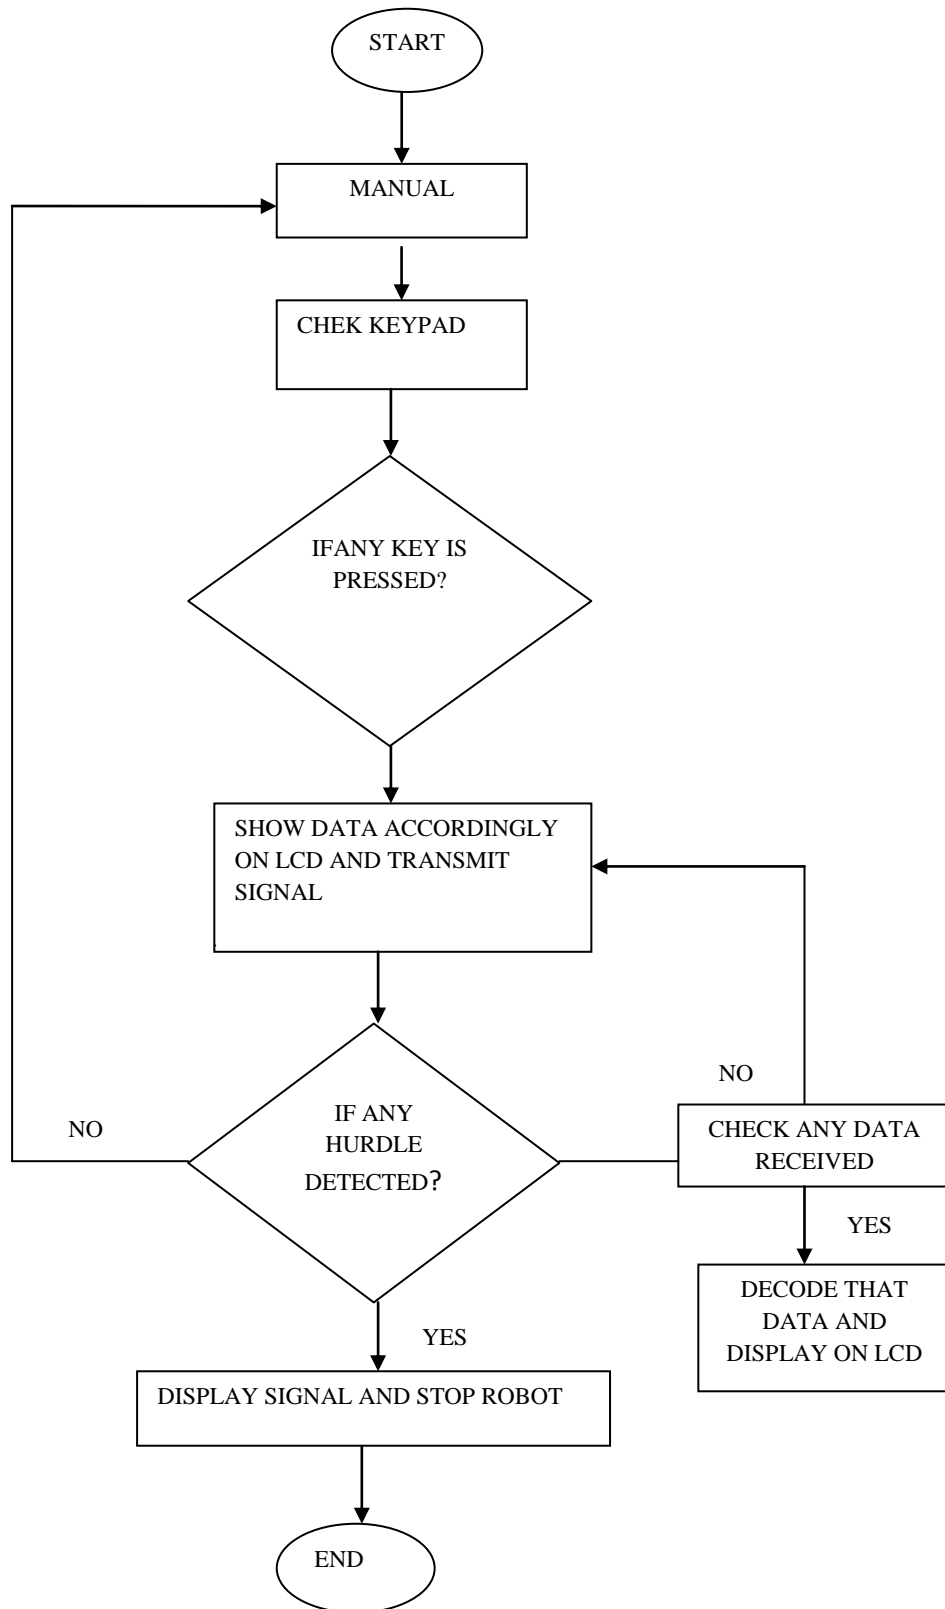 START
MANUAL
CHEK KEYPAD
IFANY KEY IS
PRESSED?
SHOW DATA ACCORDINGLY
ON LCD AND TRANSMIT
SIGNAL
.
NO
IF ANY
HURDLE
DETECTED?
NO
CHECK ANY DATA
RECEIVED
YES
DECODE THAT
DATA AND
DISPLAY ON LCD
YES
DISPLAY SIGNAL AND STOP ROBOT
END